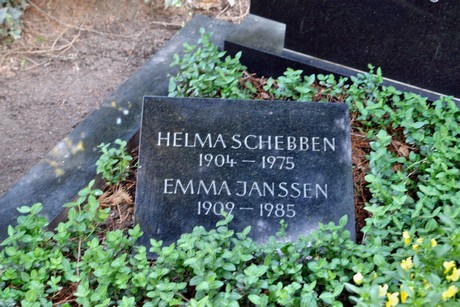 HELMA SCHEBBEN
1904 – 1975
EMMA JANSSEN
1909 – 1985